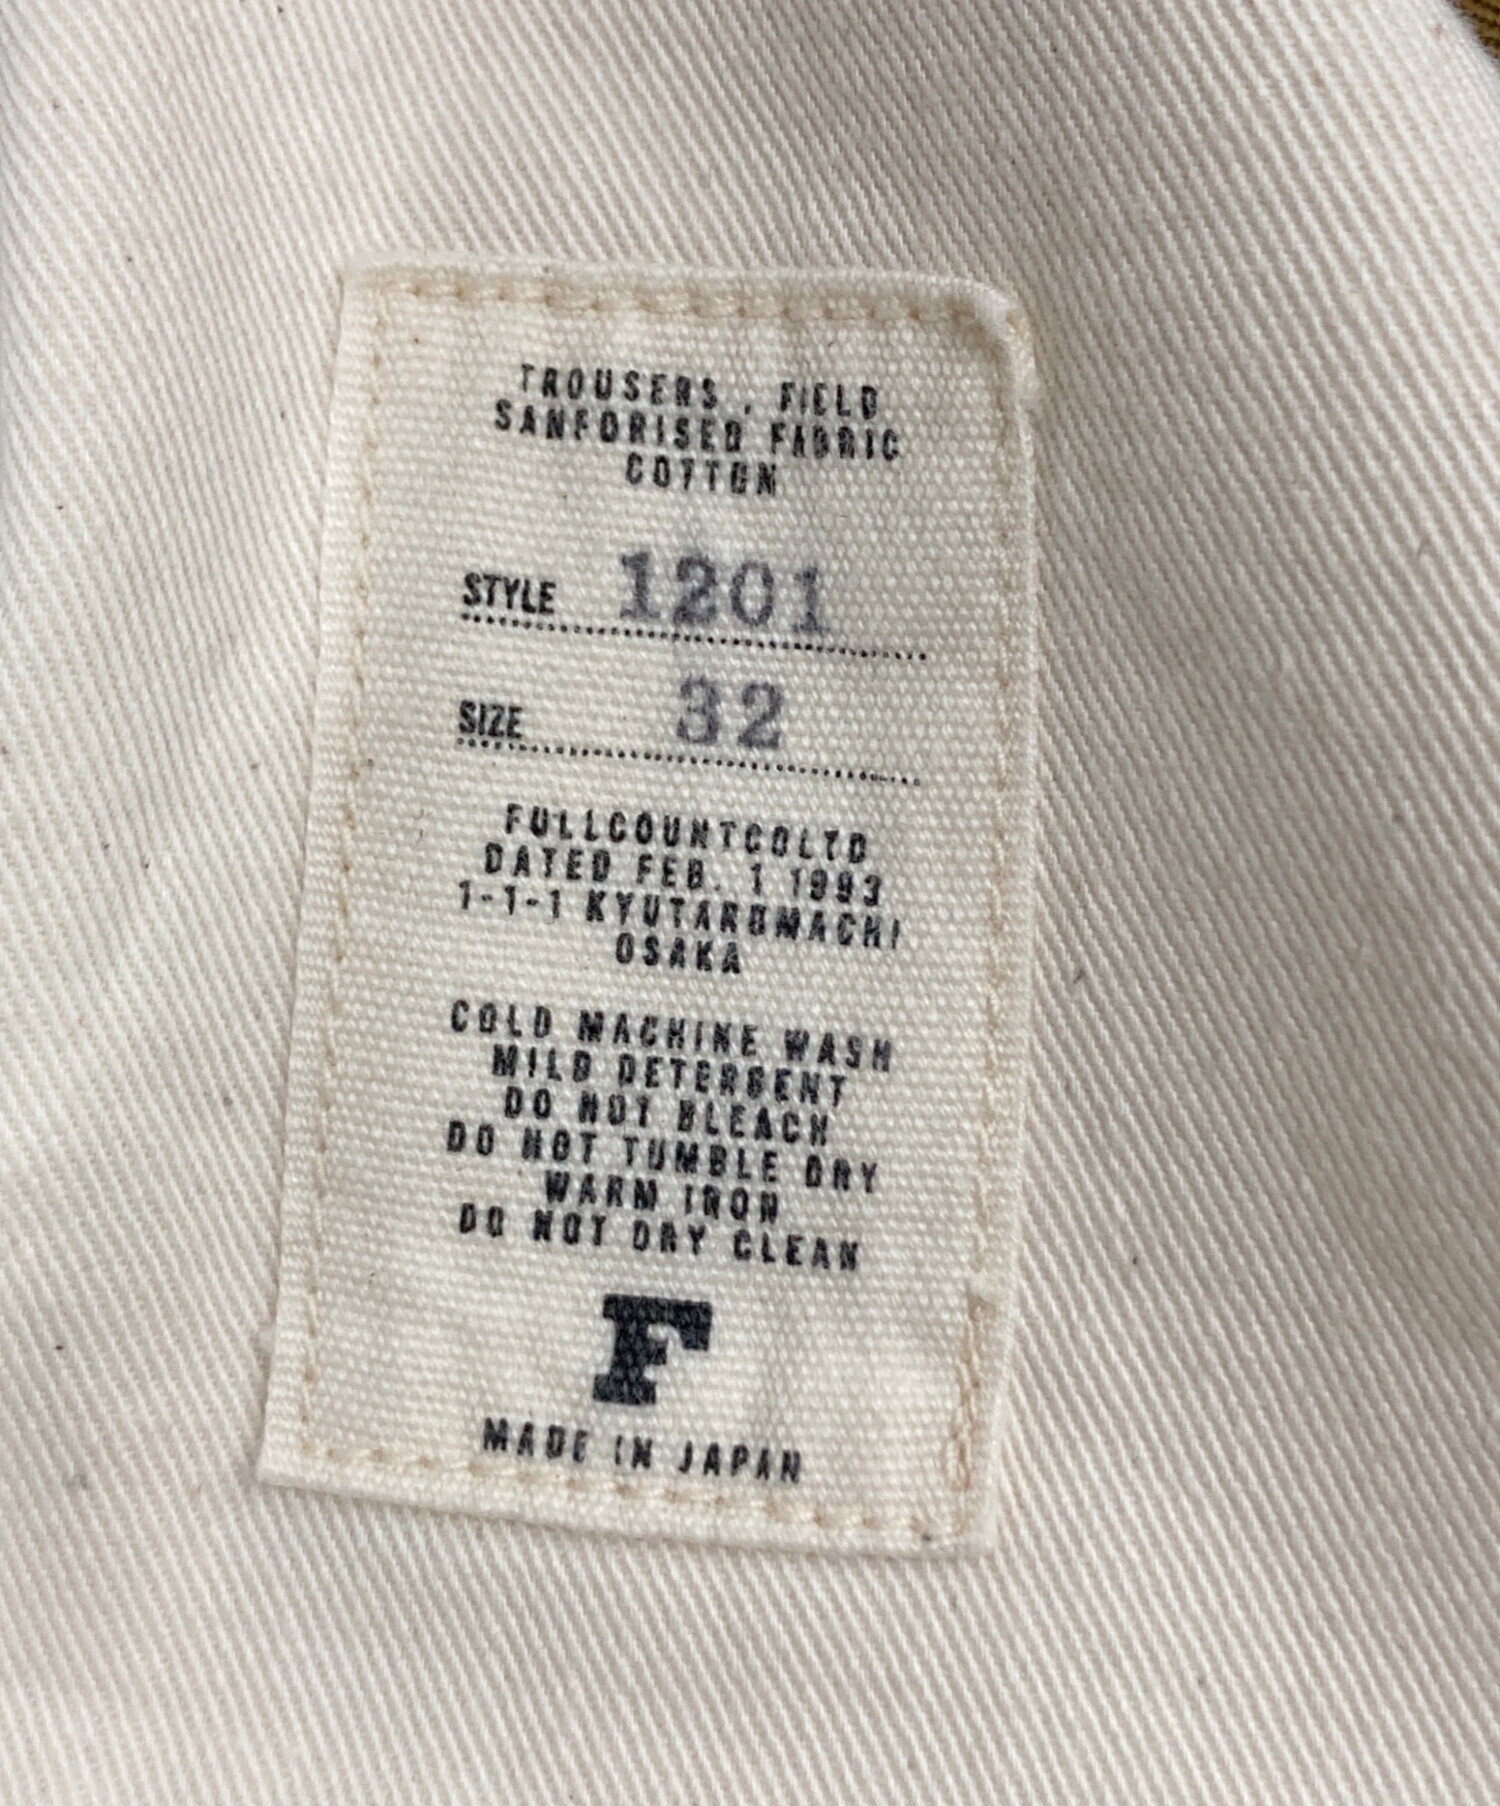 TROUSERS , FIELD
SANFORISED FABRIC
COTTON
STYLE 1201
SIZE 32
FULLCOUNTCOLTD
DATED FEB. 1 1993
1-1-1 KYUTAROMACHI
OSAKA
COLD MACHINE WASH
MILD DETERGENT
DO NOT BLEACH
DO NOT TUMBLE DRY
WARM IRON
DO NOT DRY CLEAN
F
MADE IN JAPAN